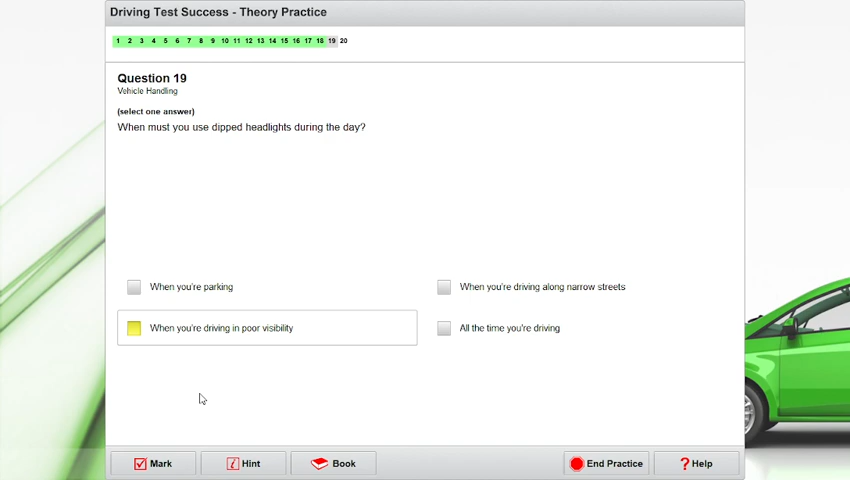 Driving Test Success - Theory Practice
1 2 3 4 5 6 7 8 9 10 11 12 13 14 15 16 17 18 19 20
Question 19
Vehicle Handling
(select one answer)
When must you use dipped headlights during the day?
When you're parking
When you're driving along narrow streets
When you're driving in poor visibility
All the time you're driving
Mark
Hint
Book
End Practice
Help